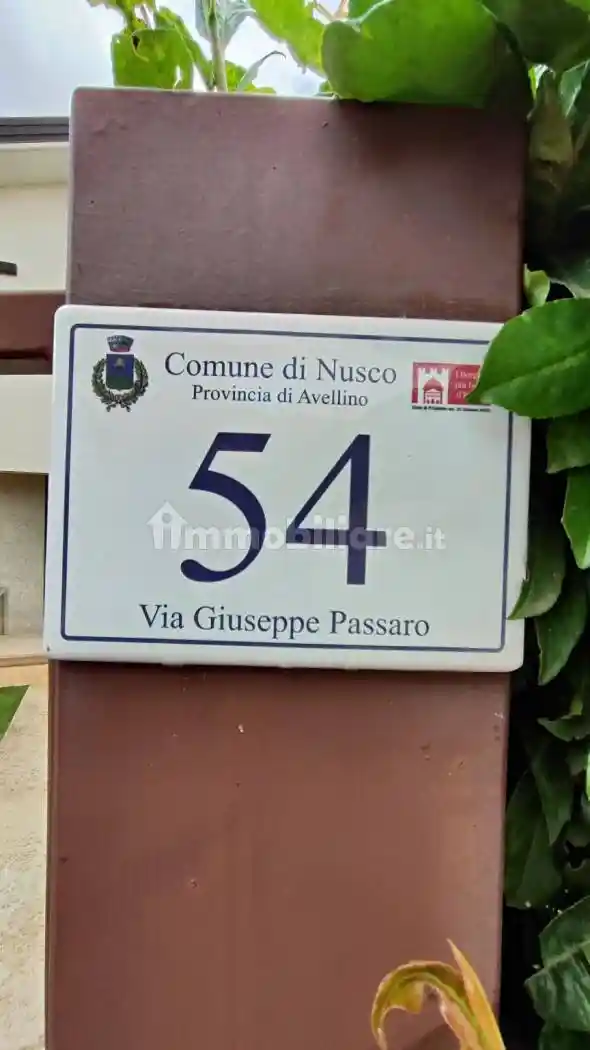 Comune di Nusco
Provincia di Avellino
54
immobiliare.it
Via Giuseppe Passaro